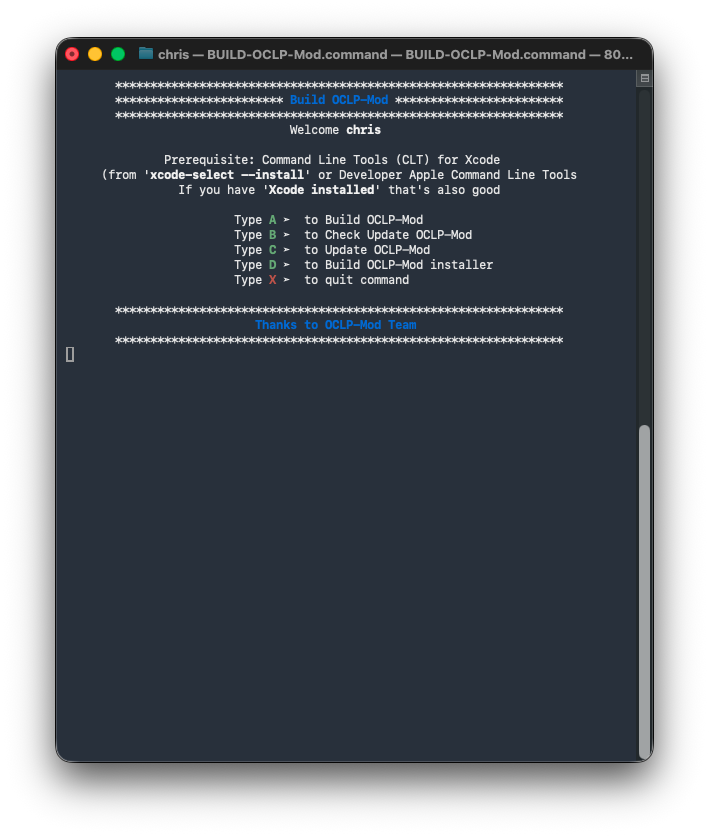 chris — BUILD-OCLP-Mod.command — BUILD-OCLP-Mod.command — 80...
****************************************************************
************************ Build OCLP-Mod ************************
****************************************************************
Welcome chris
Prerequisite: Command Line Tools (CLT) for Xcode
(from 'xcode-select --install' or Developer Apple Command Line Tools
If you have 'Xcode installed' that's also good
Type A ➣ to Build OCLP-Mod
Type B ➣ to Check Update OCLP-Mod
Type C ➣ to Update OCLP-Mod
Type D ➣ to Build OCLP-Mod installer
Type X ➣ to quit command
****************************************************************
Thanks to OCLP-Mod Team
****************************************************************